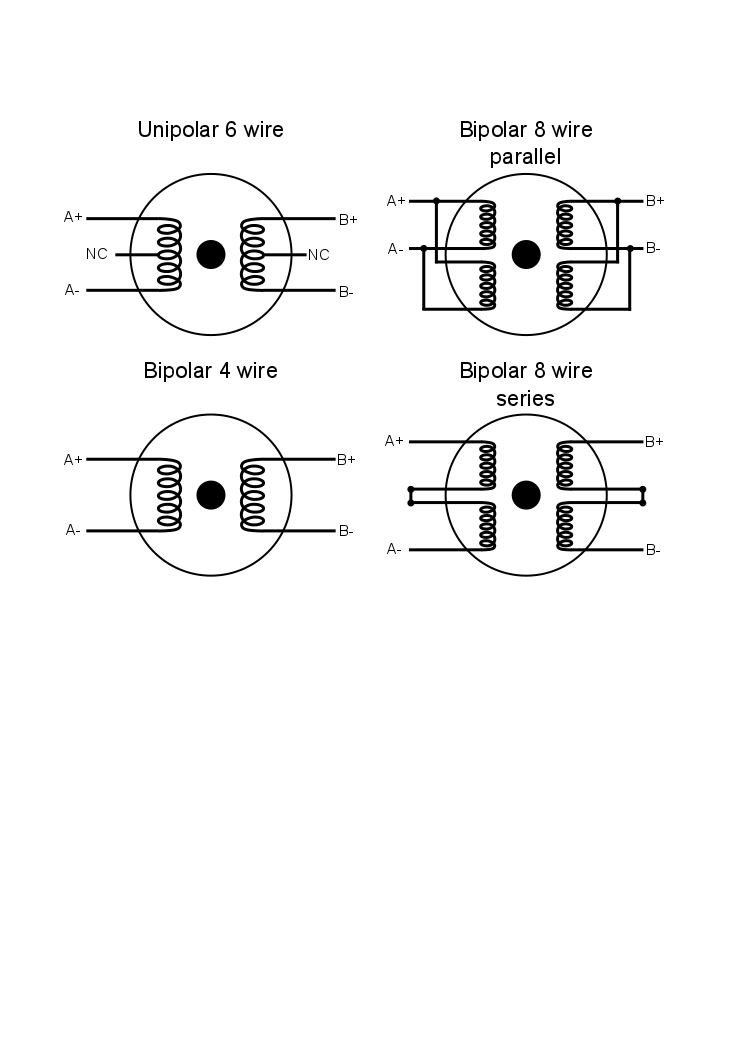 Unipolar 6 wire
A+
B+
NC
NC
A-
B-
Bipolar 8 wire
parallel
A+
B+
A-
B-
Bipolar 4 wire
A+
B+
A-
B-
Bipolar 8 wire
series
A+
B+
A-
B-